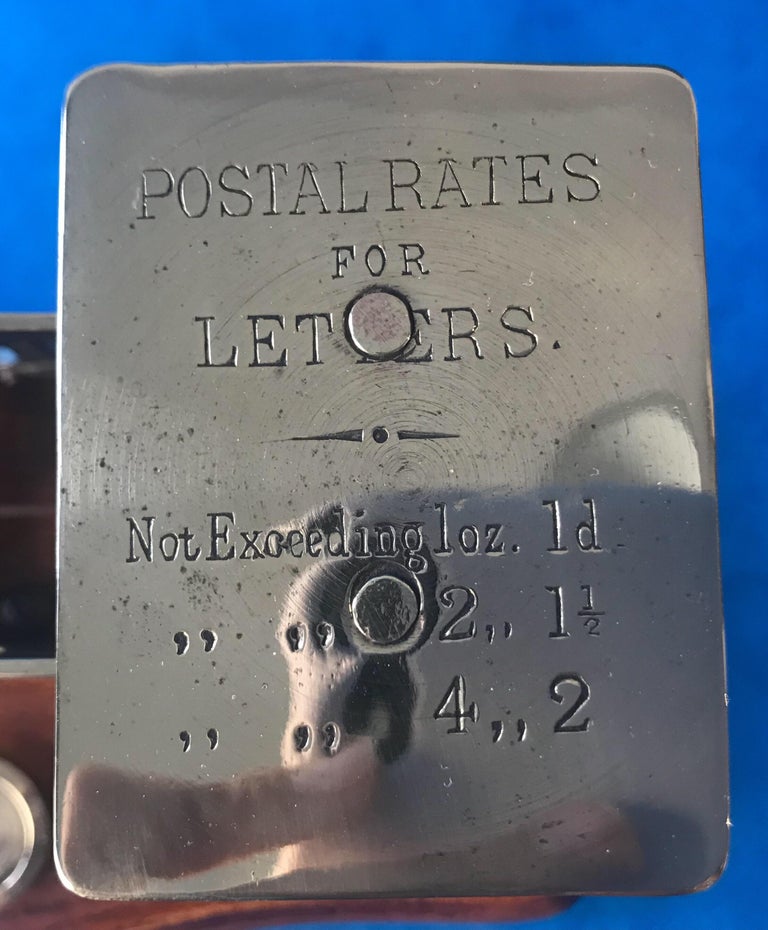 POSTAL RATES
FOR
LETTERS.
Not Exceeding 1oz. 1d
,, ,, 2,, 1½
,, ,, 4,, 2